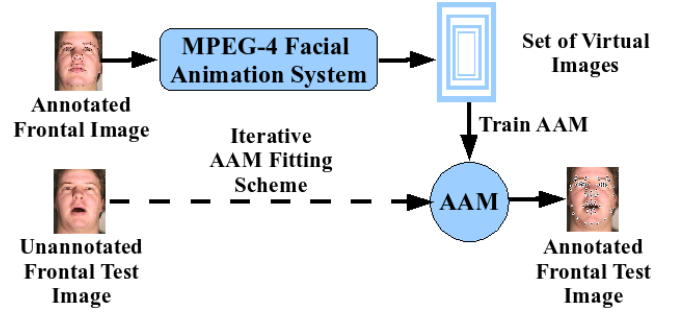 MPEG-4 Facial
Animation System
Set of Virtual
Images
Annotated
Frontal Image
Train AAM
Iterative
AAM Fitting
Scheme
AAM
Unannotated
Frontal Test
Image
Annotated
Frontal Test
Image